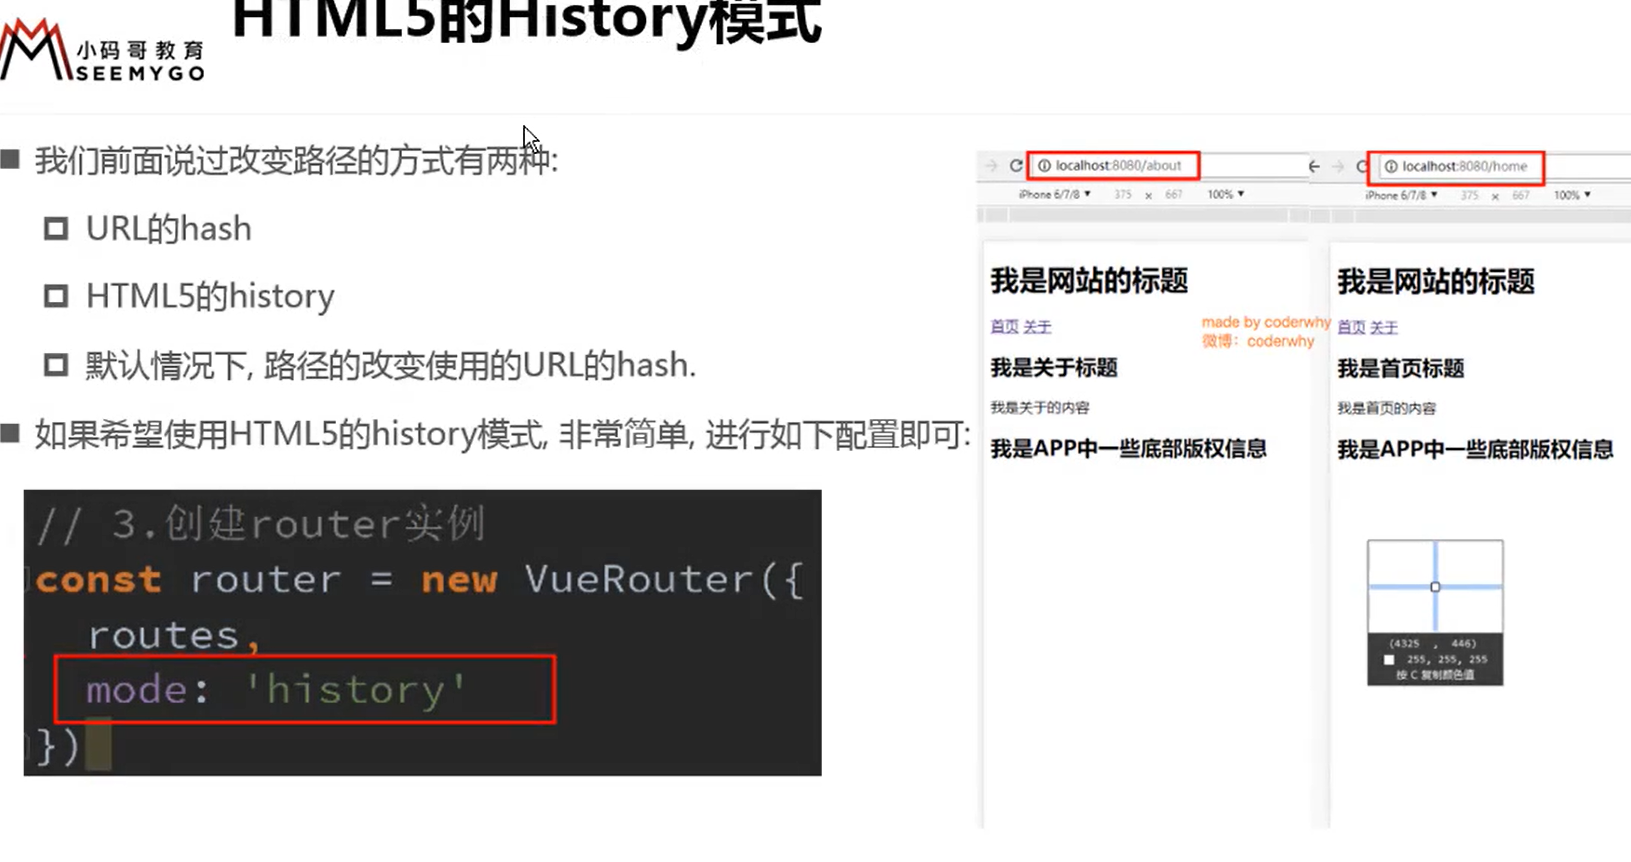 HTML5的History模式
小码哥教育
SEEMYGO
我们前面说过改变路径的方式有两种:
URL的hash
HTML5的history
默认情况下, 路径的改变使用的URL的hash.
如果希望使用HTML5的history模式, 非常简单, 进行如下配置即可:
// 3.创建router实例
const router = new VueRouter({
routes,
mode: 'history'
})
localhost:8080/about
iPhone 6/7/8 ▼ 375 × 667 100% ▼
我是网站的标题
首页 关于
我是关于标题
我是关于的内容
我是APP中一些底部版权信息
made by coderwhy
微博：coderwhy
localhost:8080/home
iPhone 6/7/8 ▼ 375 × 667 100% ▼
我是网站的标题
首页 关于
我是首页标题
我是首页的内容
我是APP中一些底部版权信息
(4325 , 446)
255, 255, 255
按 C 复制颜色值